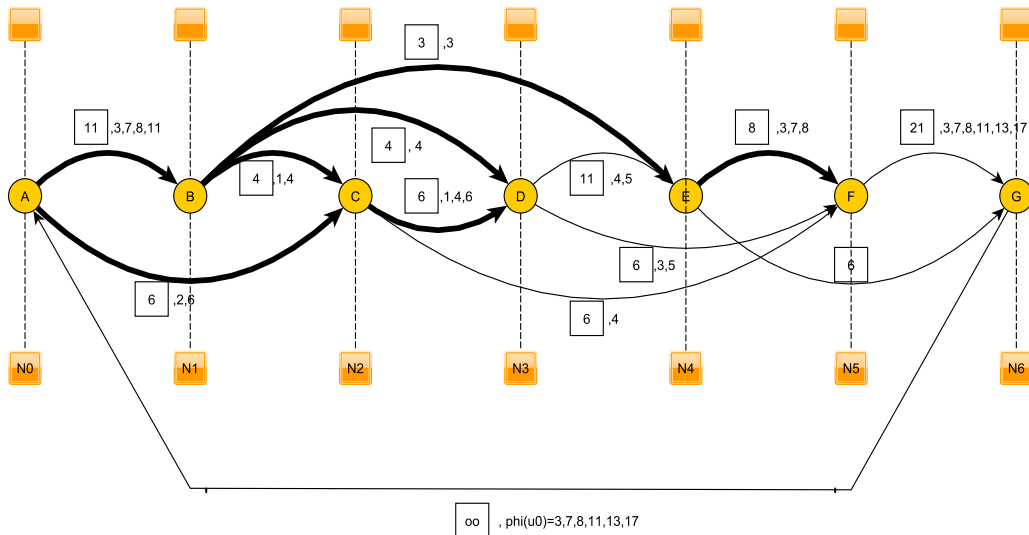 3 ,3
11 ,3,7,8,11
8 ,3,7,8
21 ,3,7,8,11,13,17
4 , 4
4 ,1,4
11 ,4,5
6 ,1,4,6
A B C D E F G
6 ,3,5
6
6 ,2,6
6 ,4
N0 N1 N2 N3 N4 N5 N6
oo , phi(u0)=3,7,8,11,13,17